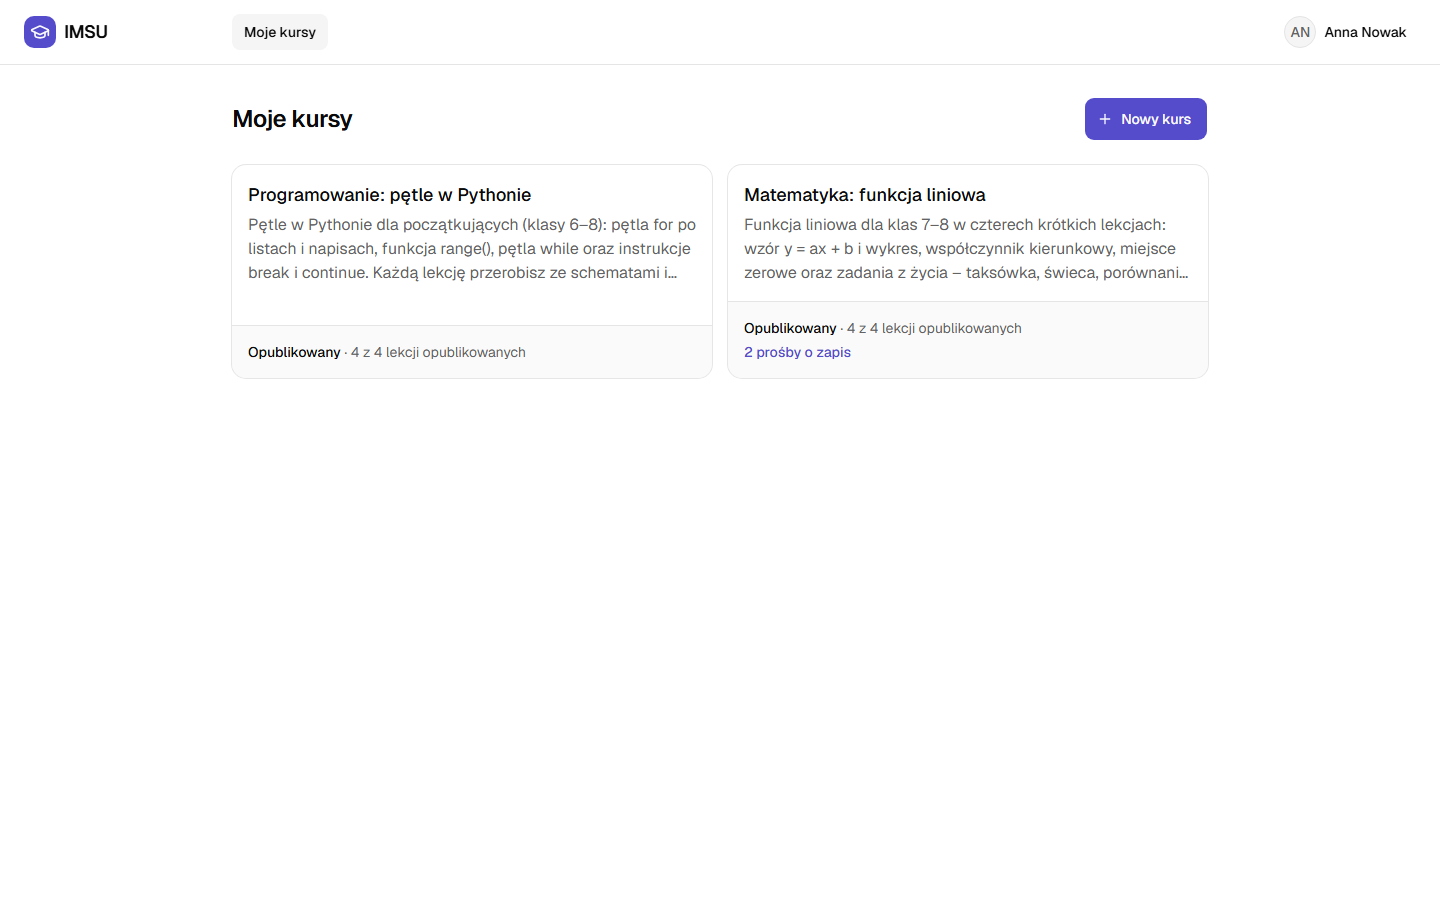 IMSU
Moje kursy
AN
Anna Nowak
Moje kursy
Nowy kurs
Programowanie: pętle w Pythonie
Pętle w Pythonie dla początkujących (klasy 6–8): pętla for po
listach i napisach, funkcja range(), pętla while oraz instrukcje
break i continue. Każdą lekcję przerobisz ze schematami i…
Opublikowany · 4 z 4 lekcji opublikowanych
Matematyka: funkcja liniowa
Funkcja liniowa dla klas 7–8 w czterech krótkich lekcjach:
wzór y = ax + b i wykres, współczynnik kierunkowy, miejsce
zerowe oraz zadania z życia – taksówka, świeca, porównani…
Opublikowany · 4 z 4 lekcji opublikowanych
2 prośby o zapis